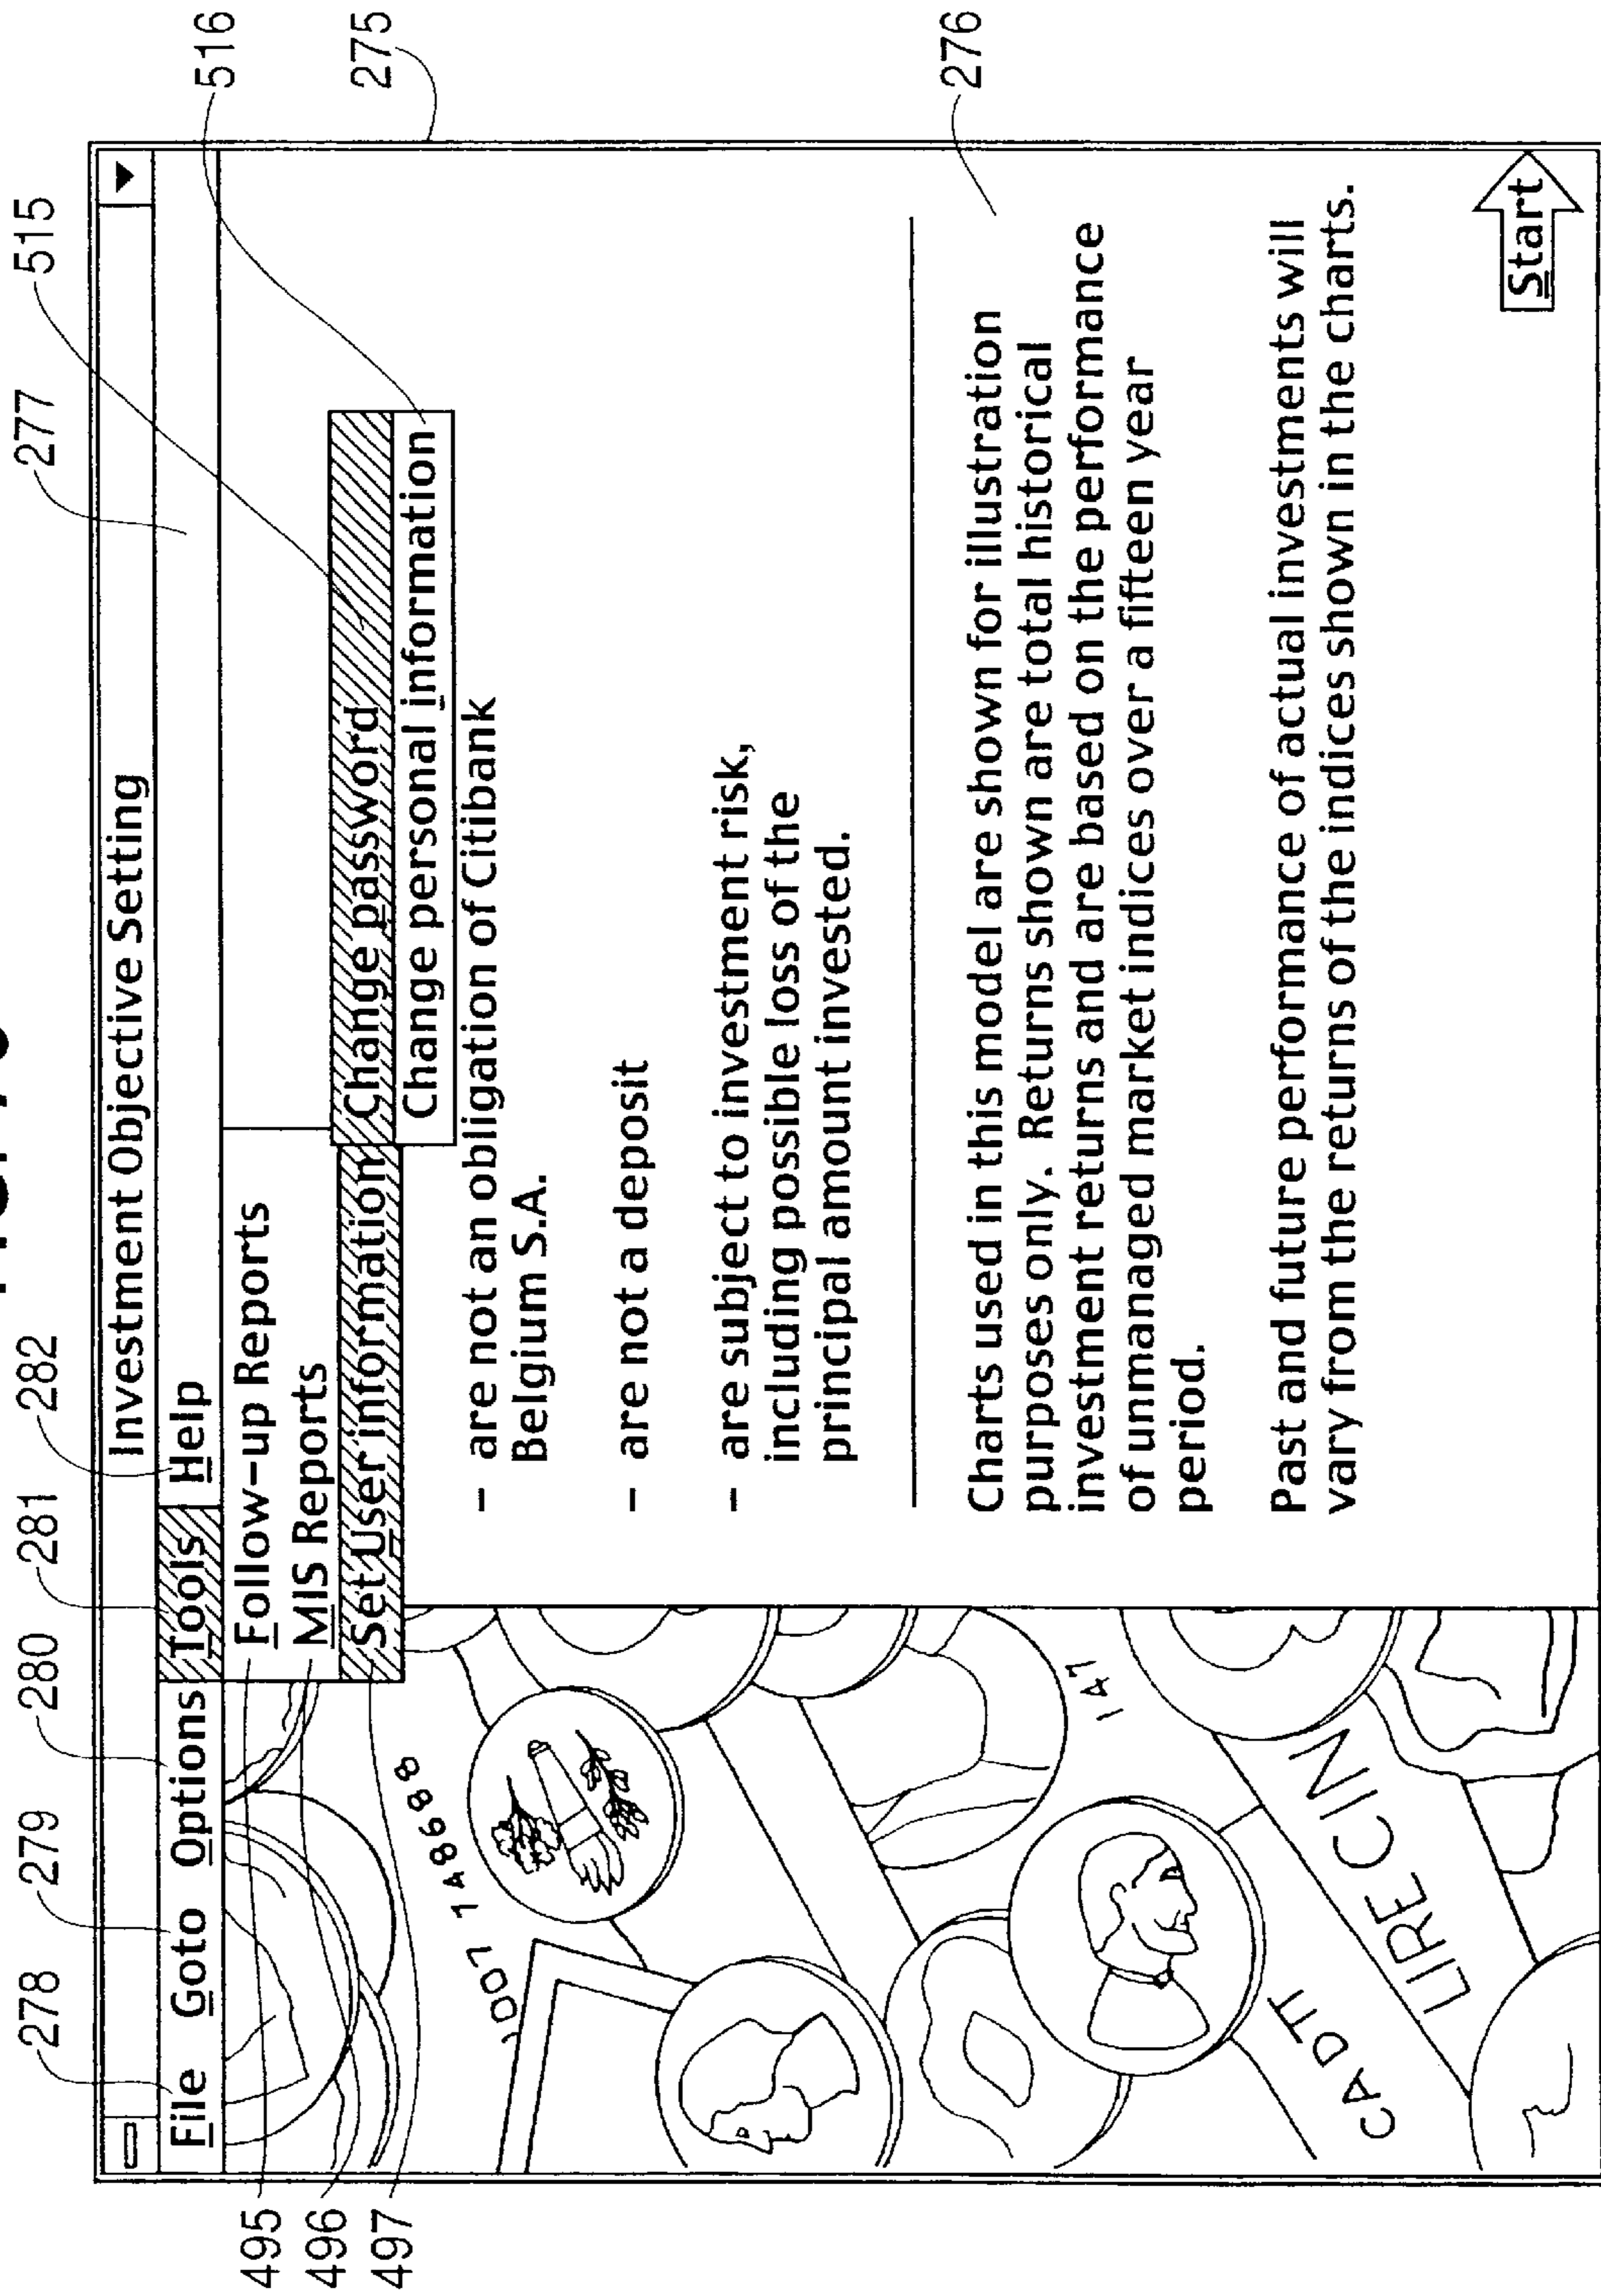 277
515
516
275
276
278
279
280
281
282
495
496
497
Investment Objective Setting
File Goto Options Tools Help
Follow-up Reports
MIS Reports
Set User information
Change password
Change personal information
- are not an obligation of Citibank
Belgium S.A.
- are not a deposit
- are subject to investment risk,
including possible loss of the
principal amount invested.
Charts used in this model are shown for illustration
purposes only. Returns shown are total historical
investment returns and are based on the performance
of unmanaged market indices over a fifteen year
period.
Past and future performance of actual investments will
vary from the returns of the indices shown in the charts.
Start
LIRE CIN